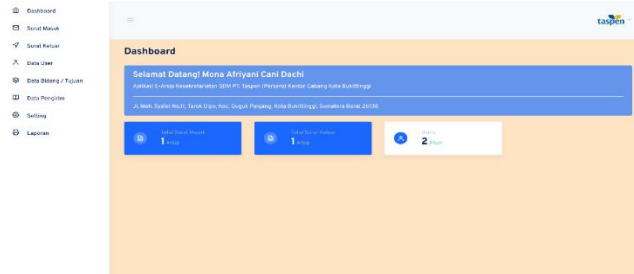 Dashboard
Surat Masuk
Surat Keluar
Data User
Data Bidang / Tujuan
Data Pengirim
Setting
Laporan
taspen
Dashboard
Selamat Datang! Mona Afriyani Cani Dachi
Aplikasi E-Arsip Kesekretariatan SDM PT. Taspen (Persero) Kantor Cabang Kota Bukittinggi
Jl. Moh. Syafei No.11, Tarok Dipo, Kec. Guguk Panjang, Kota Bukittinggi, Sumatera Barat 26136
Total Surat Masuk
1 Arsip
Total Surat Keluar
1 Arsip
2